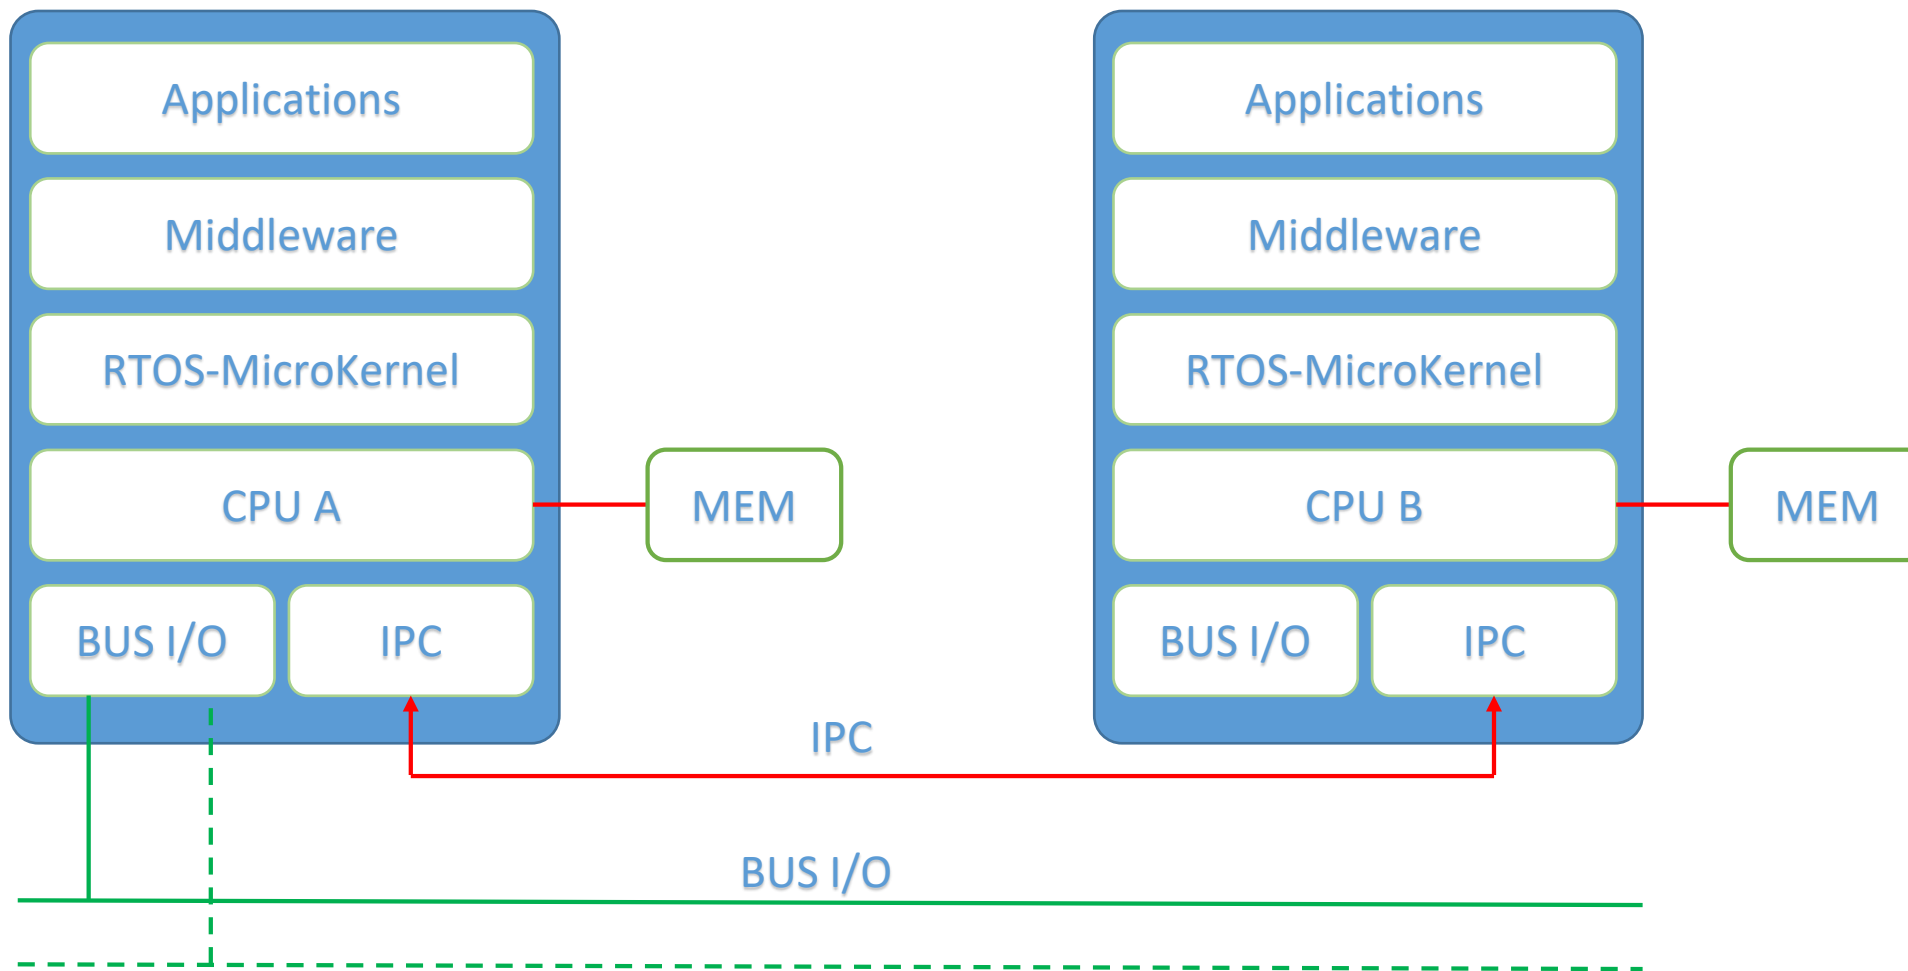 Applications
Middleware
RTOS-MicroKernel
CPU A
MEM
BUS I/O
IPC
Applications
Middleware
RTOS-MicroKernel
CPU B
MEM
BUS I/O
IPC
IPC
BUS I/O